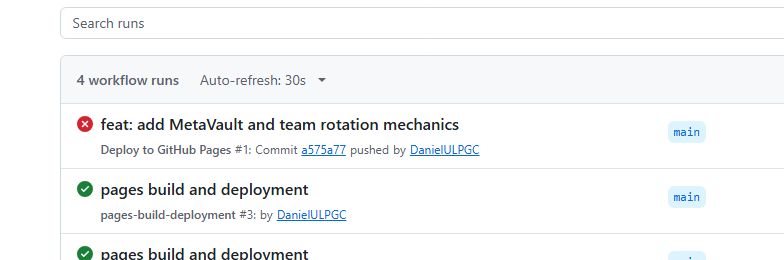 Search runs
4 workflow runs Auto-refresh: 30s
feat: add MetaVault and team rotation mechanics
main
Deploy to GitHub Pages #1: Commit a575a77 pushed by DanielULPGC
pages build and deployment
main
pages-build-deployment #3: by DanielULPGC
pages build and deployment
main